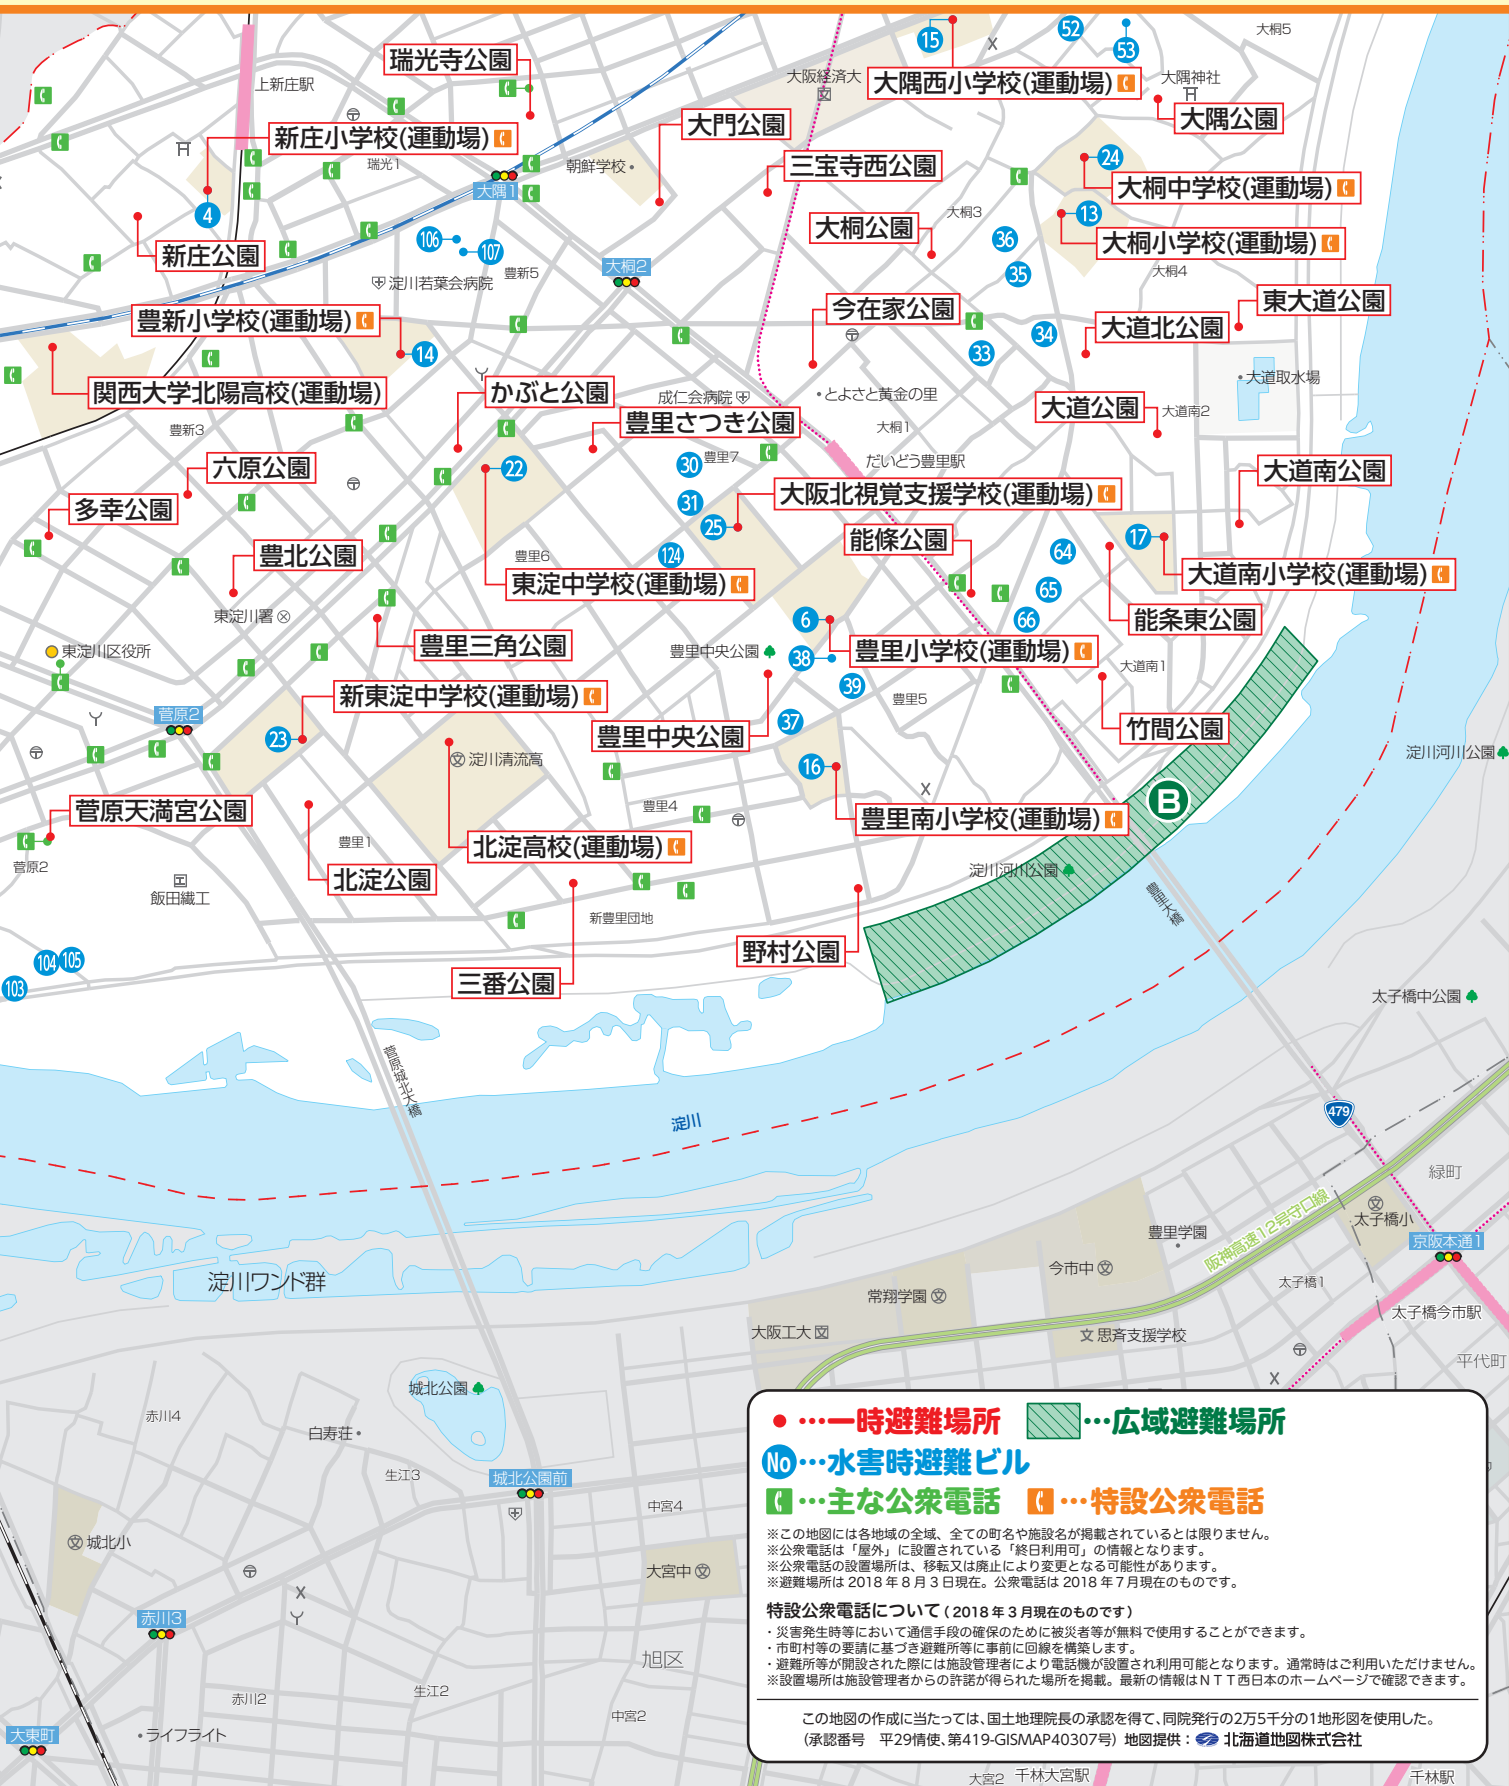 15
52
53
大桐5
瑞光寺公園
上新庄駅
大阪経済大
大隅西小学校(運動場)
大隅神社
大隅公園
新庄小学校(運動場)
大門公園
瑞光1
朝鮮学校
三宝寺西公園
24
大桐中学校(運動場)
大隅1
4
新庄公園
106
107
豊新5
淀川若葉会病院
大桐2
大桐公園
大桐3
13
36
35
大桐小学校(運動場)
大桐4
豊新小学校(運動場)
14
今在家公園
33
34
大道北公園
東大道公園
関西大学北陽高校(運動場)
かぶと公園
成仁会病院
とよさと黄金の里
大道取水場
大道公園
大道南2
豊里さつき公園
大桐1
豊新3
六原公園
22
30
豊里7
だいどう豊里駅
大道南公園
多幸公園
31
大阪北視覚支援学校(運動場)
25
豊北公園
豊里6
124
能條公園
64
17
大道南小学校(運動場)
東淀中学校(運動場)
65
東淀川署
6
66
能条東公園
東淀川区役所
豊里三角公園
豊里中央公園
38
豊里小学校(運動場)
大道南1
新東淀中学校(運動場)
39
豊里5
菅原2
23
豊里中央公園
37
竹間公園
淀川清流高
16
淀川河川公園
菅原天満宮公園
豊里4
B
豊里南小学校(運動場)
豊里1
北淀高校(運動場)
菅原2
北淀公園
淀川河川公園
飯田繊工
新豊里団地
豊里大橋
野村公園
104
105
103
三番公園
太子橋中公園
菅原城北大橋
淀川
479
緑町
太子橋小
豊里学園
阪神高速12号守口線
京阪本通1
淀川ワンド群
今市中
太子橋1
常翔学園
太子橋今市駅
大阪工大
思斉支援学校
平代町
城北公園
赤川4
白寿荘
生江3
城北公園前
中宮4
城北小
大宮中
赤川3
旭区
赤川2
生江2
中宮2
大東町
ライフライト
大宮2
千林大宮駅
千林駅
…一時避難場所
…広域避難場所
No…水害時避難ビル
…主な公衆電話
…特設公衆電話
※この地図には各地域の全域、全ての町名や施設名が掲載されているとは限りません。
※公衆電話は「屋外」に設置されている「終日利用可」の情報となります。
※公衆電話の設置場所は、移転又は廃止により変更となる可能性があります。
※避難場所は 2018 年 8 月 3 日現在。公衆電話は 2018 年 7月現在のものです。
特設公衆電話について ( 2018 年 3 月現在のものです )
・災害発生時等において通信手段の確保のために被災者等が無料で使用することができます。
・市町村等の要請に基づき避難所等に事前に回線を構築します。
・避難所等が開設された際には施設管理者により電話機が設置され利用可能となります。通常時はご利用いただけません。
※設置場所は施設管理者からの許諾が得られた場所を掲載。最新の情報はＮＴＴ西日本のホームページで確認できます。
この地図の作成に当たっては、国土地理院長の承認を得て、同院発行の2万5千分の1地形図を使用した。
(承認番号 平29情使、第419-GISMAP40307号) 地図提供：北海道地図株式会社